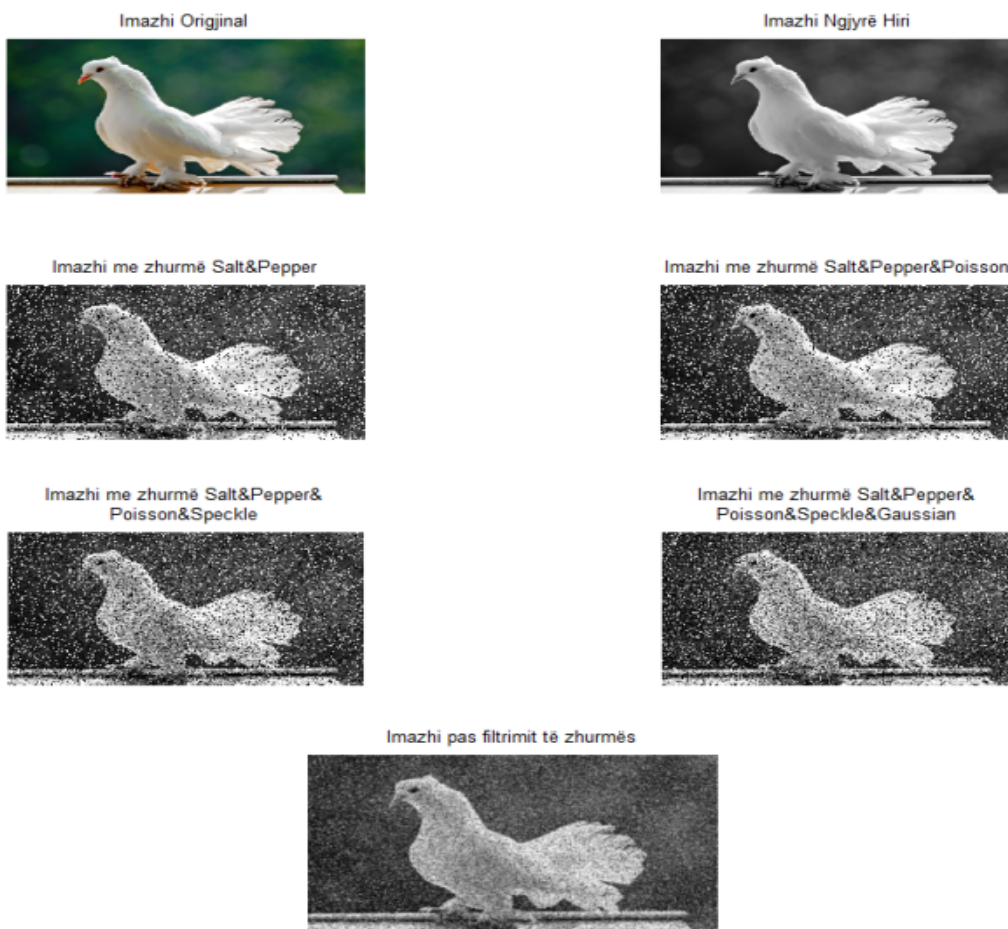 Imazhi Origjinal
Imazhi Ngjyrë Hiri
Imazhi me zhurmë Salt&Pepper
Imazhi me zhurmë Salt&Pepper&Poisson
Imazhi me zhurmë Salt&Pepper&
Poisson&Speckle
Imazhi me zhurmë Salt&Pepper&
Poisson&Speckle&Gaussian
Imazhi pas filtrimit të zhurmës